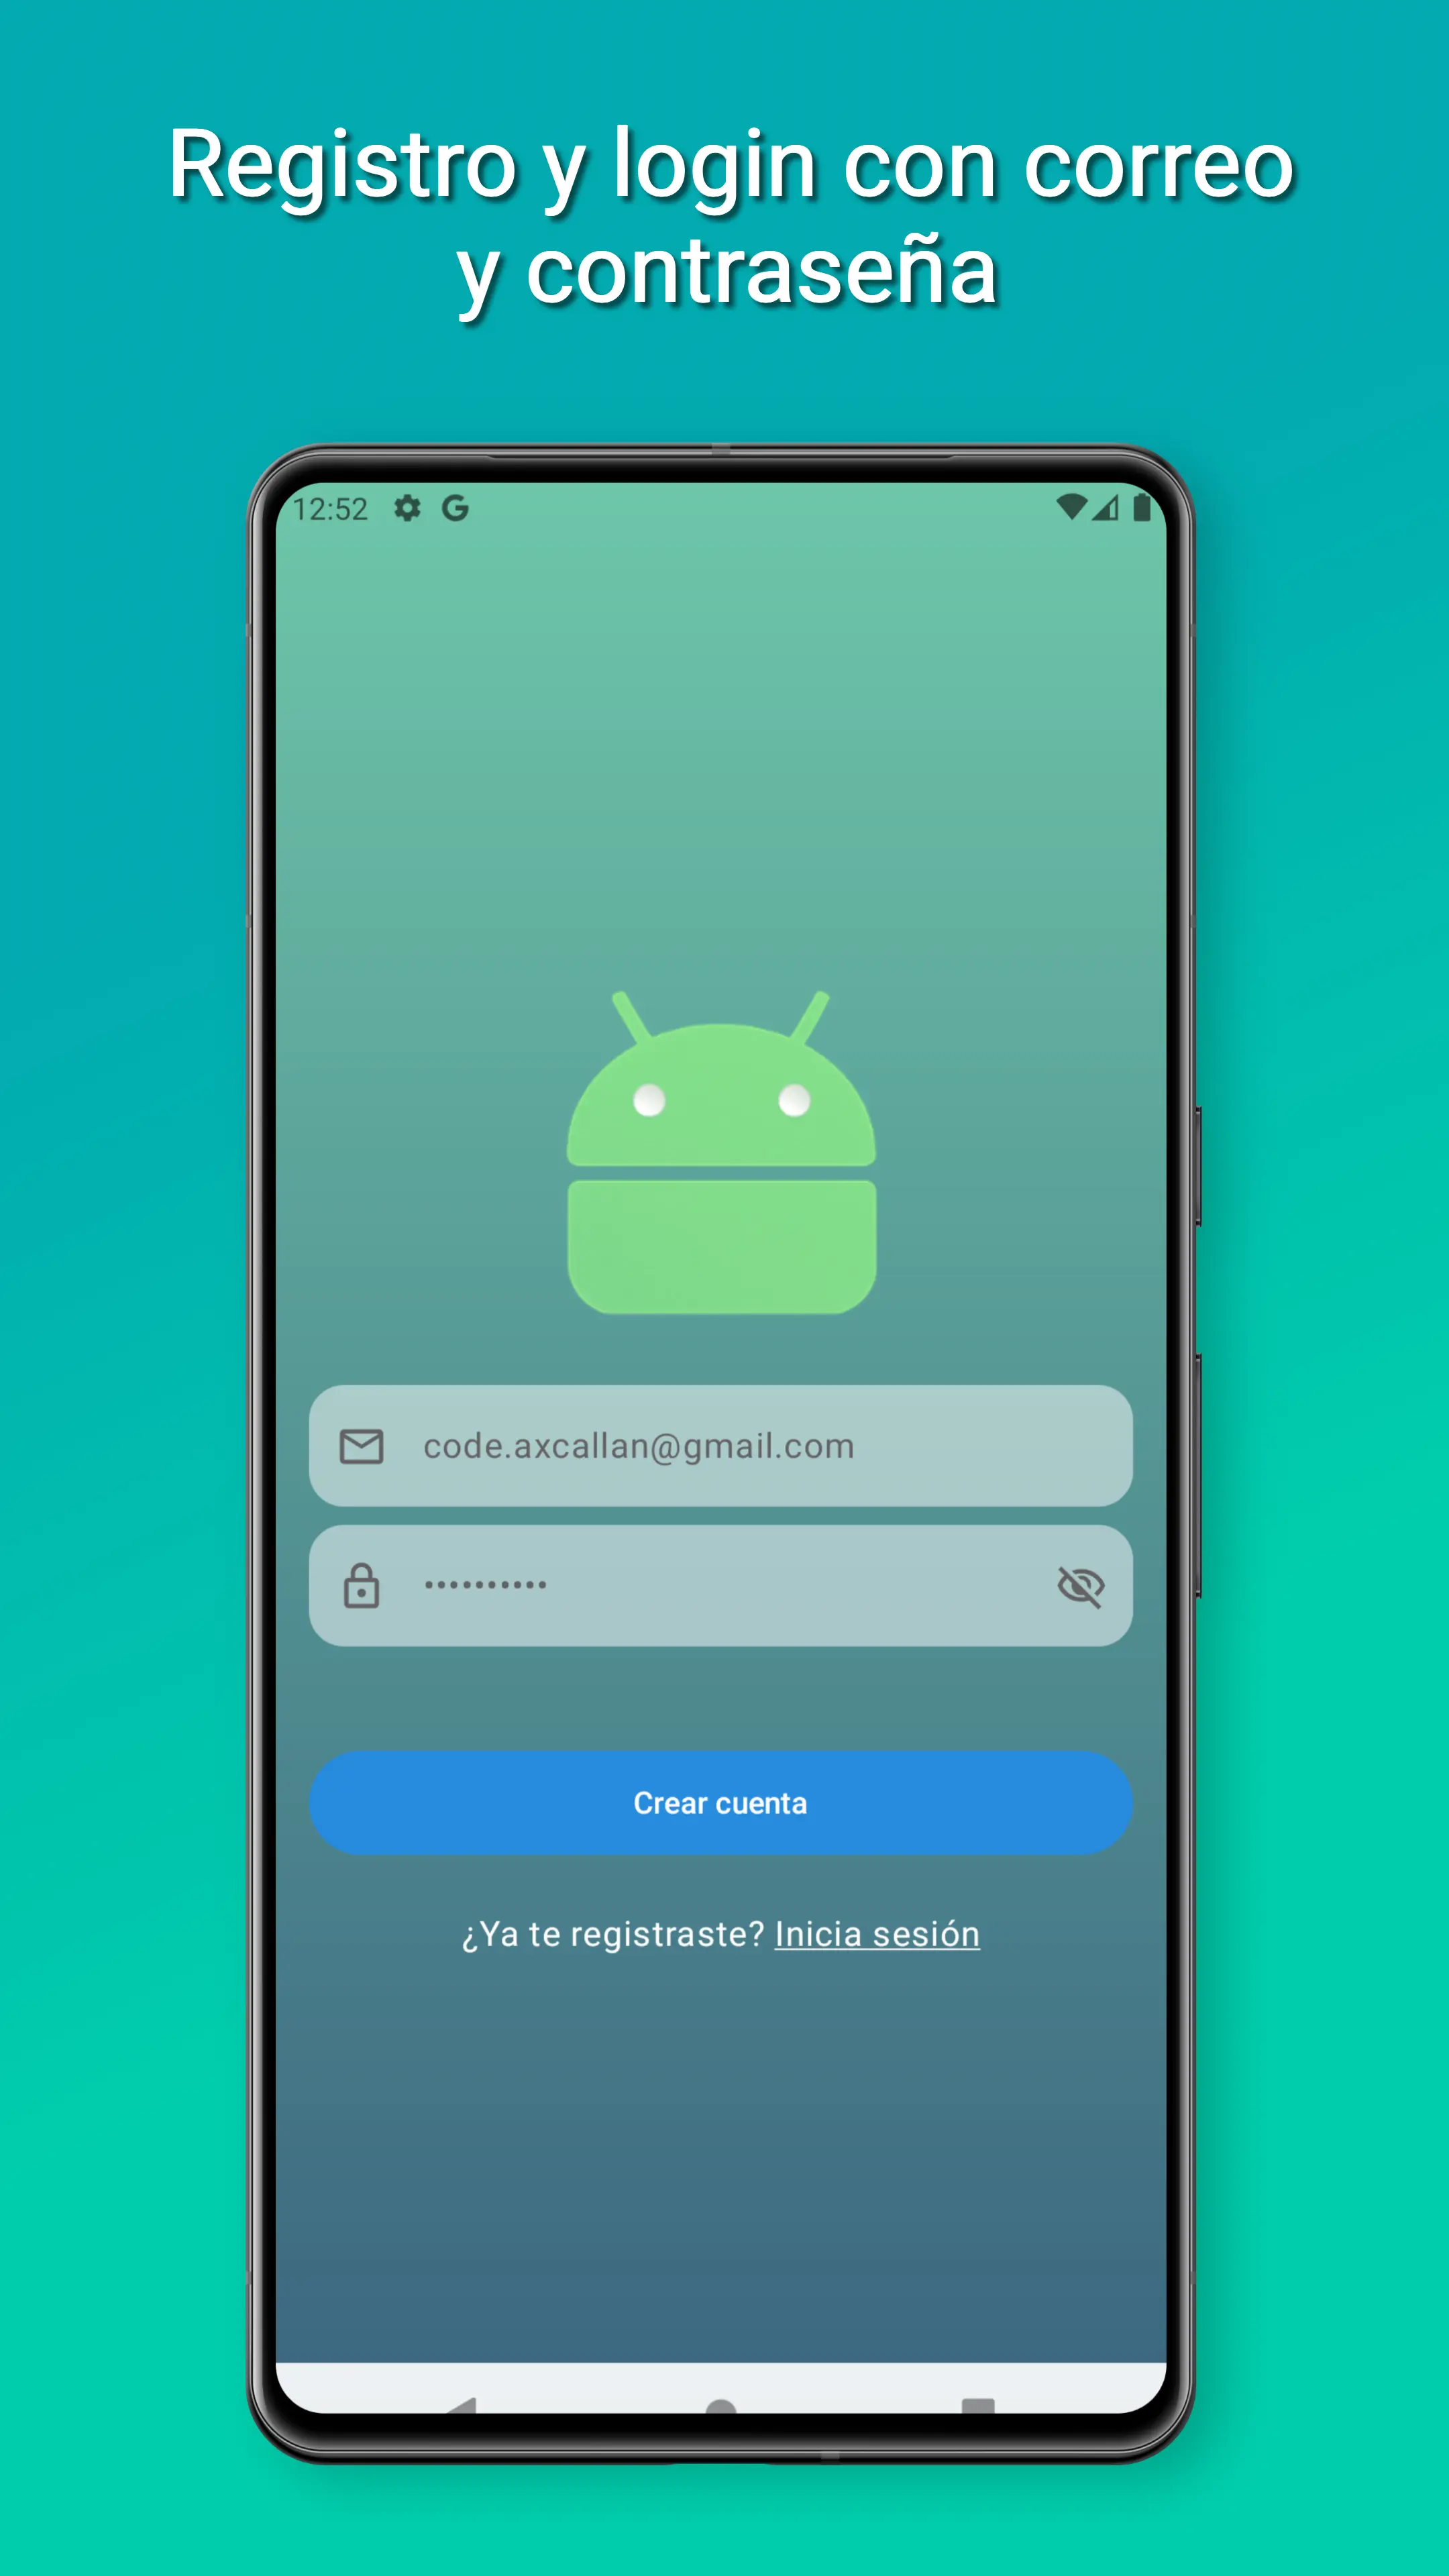 Registro y login con correo
y contraseña
12:52
code.axcallan@gmail.com
••••••••••
Crear cuenta
¿Ya te registraste? Inicia sesión